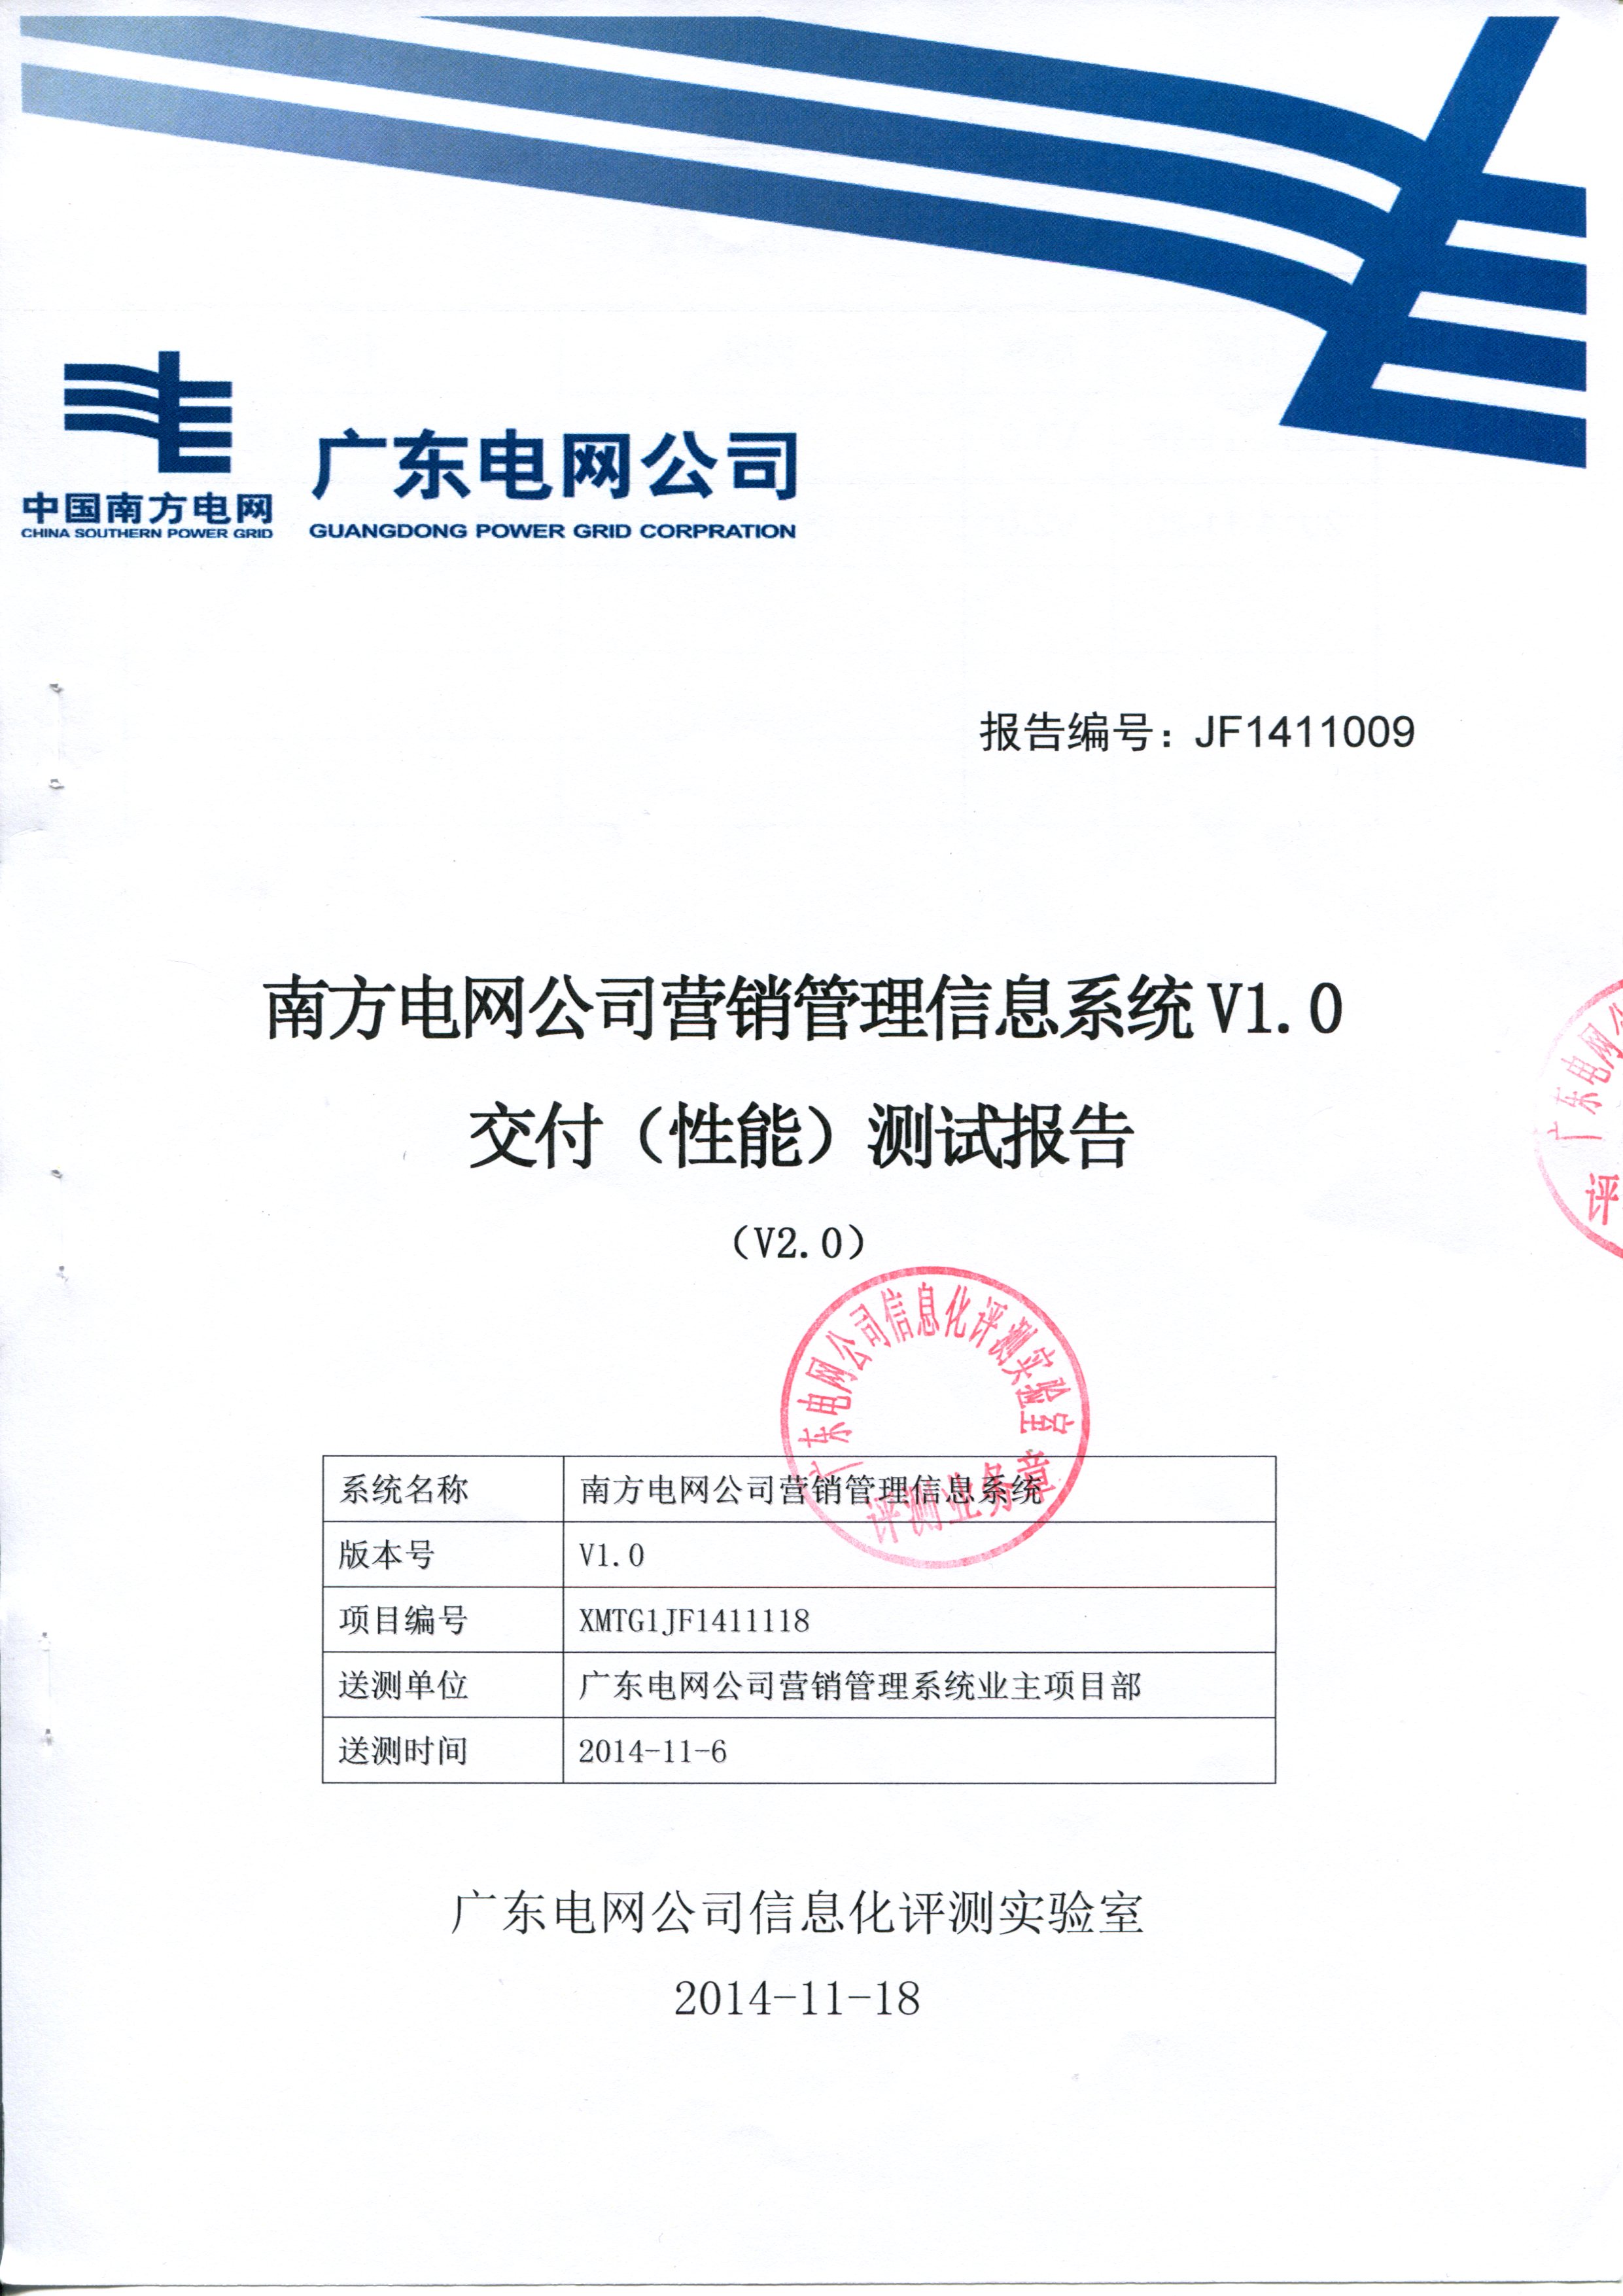 中国南方电网
CHINA SOUTHERN POWER GRID
广东电网公司
GUANGDONG POWER GRID CORPRATION
报告编号：JF1411009
南方电网公司营销管理信息系统V1.0
交付（性能）测试报告
（V2.0）
广东电网公司信息化评测实验室
评测业务章
广东电网公
评
系统名称 南方电网公司营销管理信息系统
版本号 V1.0
项目编号 XMTG1JF1411118
送测单位 广东电网公司营销管理系统业主项目部
送测时间 2014-11-6
广东电网公司信息化评测实验室
2014-11-18